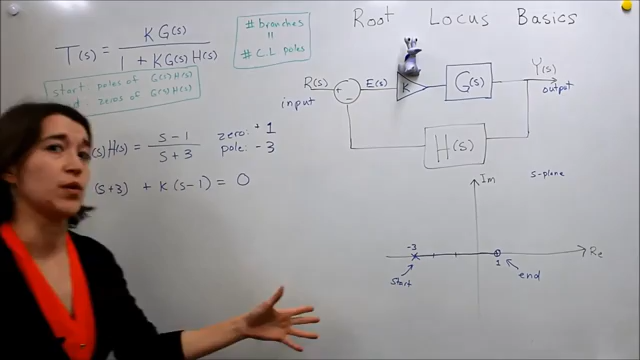 Root Locus Basics
T(s) = KG(s) / 1 + KG(s)H(s)
# branches
=
# C.L poles
start: poles of G(s)H(s)
d: zeros of G(s)H(s)
(s)H(s) = s-1 / s+3
zero: +1
pole: -3
(s+3) + K(s-1) = 0
R(s)
input
+
-
E(s)
K
G(s)
Y(s)
output
H(s)
Im
s-plane
-3
1
Re
start
end